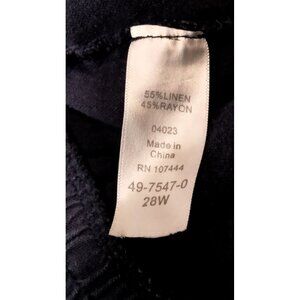 55%LINEN
45%RAYON
04023
Made in
China
RN 107444
49-7547-0
28W